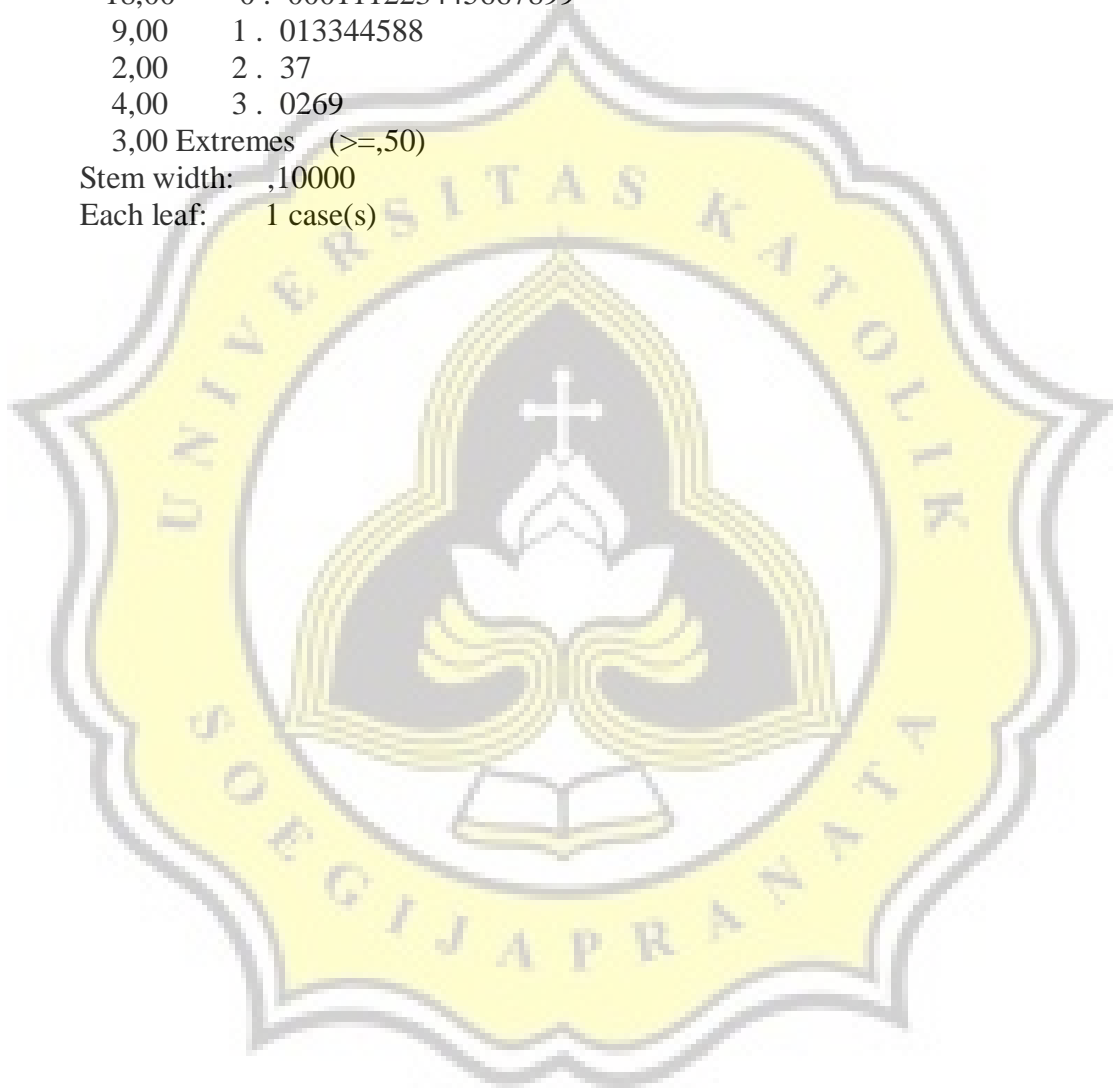 9,00 1 . 013344588
2,00 2 . 37
4,00 3 . 0269
3,00 Extremes (>=,50)
Stem width: ,10000
Each leaf: 1 case(s)
UNIVERSITAS KATOLIK
SOEGIJAPRANATA